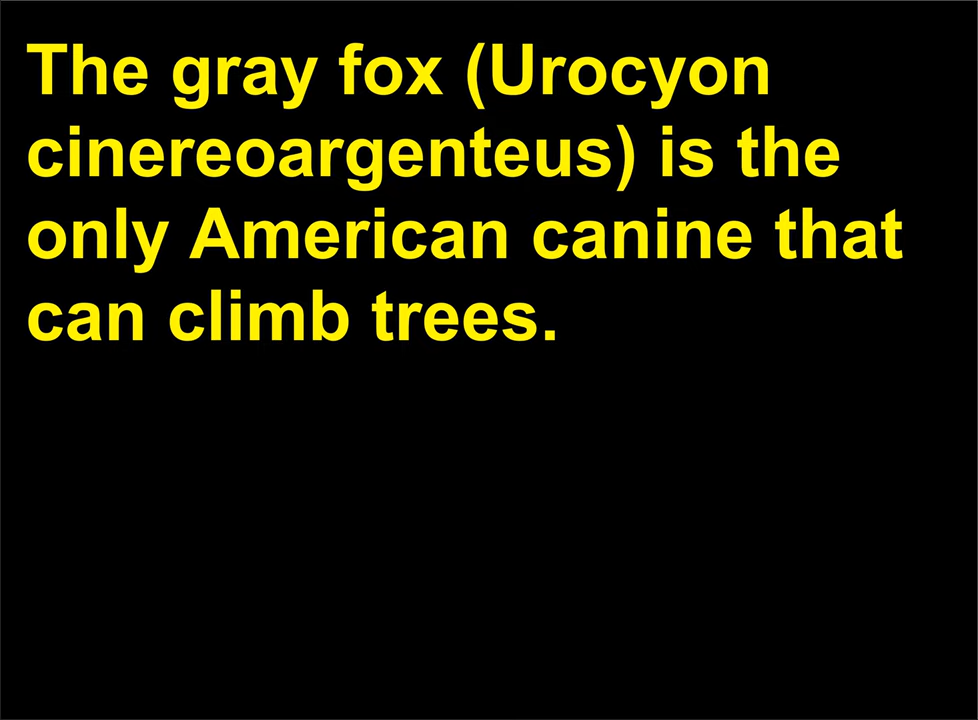 The gray fox (Urocyon
cinereoargenteus) is the
only American canine that
can climb trees.